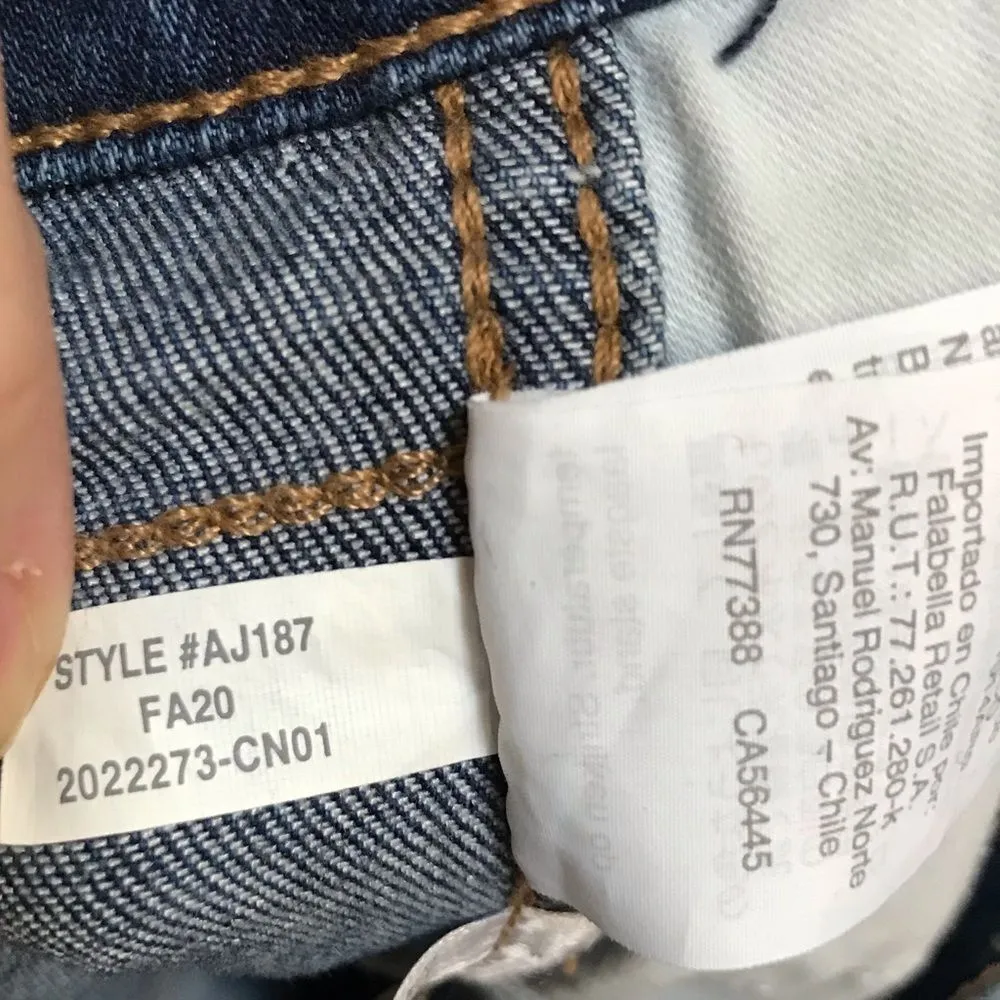 STYLE #AJ187
FA20
2022273-CN01
Importado en Chile por:
Falabella Retail S.A.
R.U.T.: 77.261.280-k
Av: Manuel Rodriguez Norte
730, Santiago - Chile
RN77388 CA56445